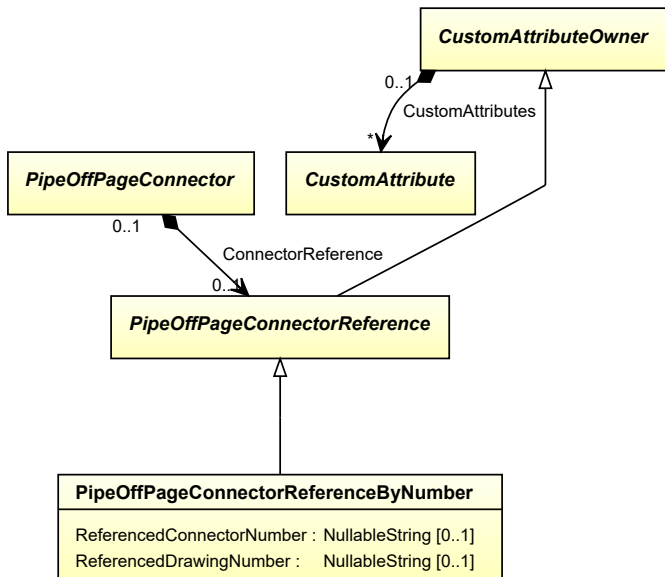 CustomAttributeOwner
0..1
CustomAttributes
*
PipeOffPageConnector
CustomAttribute
0..1
ConnectorReference
0..1
PipeOffPageConnectorReference
PipeOffPageConnectorReferenceByNumber
ReferencedConnectorNumber : NullableString [0..1]
ReferencedDrawingNumber : NullableString [0..1]